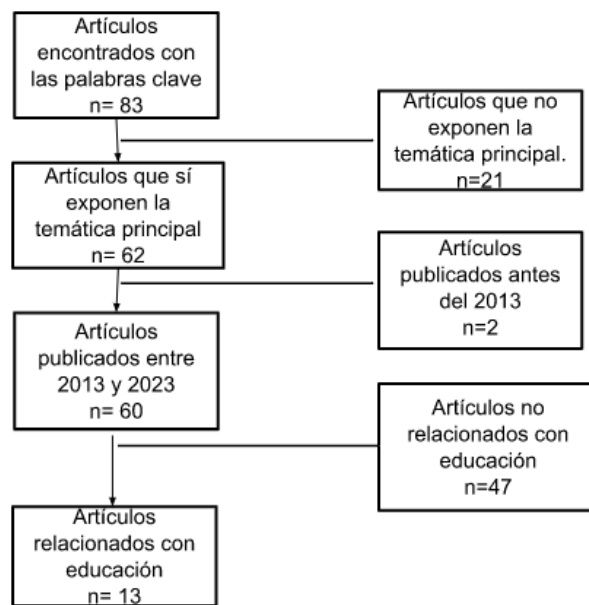 Artículos
encontrados con
las palabras clave
n= 83
Artículos que no
exponen la
temática principal.
n=21
Artículos que sí
exponen la
temática principal
n= 62
Artículos
publicados antes
del 2013
n=2
Artículos
publicados entre
2013 y 2023
n= 60
Artículos no
relacionados con
educación
n=47
Artículos
relacionados con
educación
n= 13